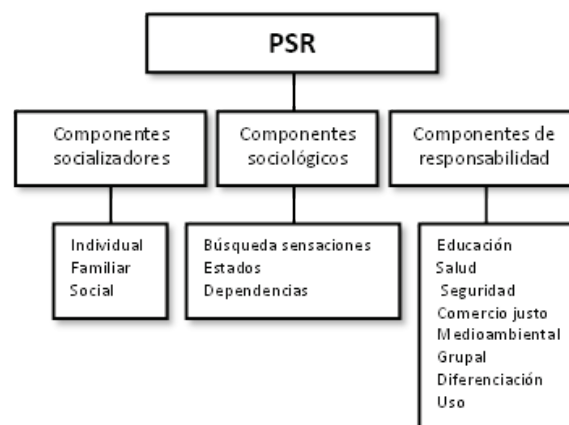 PSR
Componentes
socializadores
Componentes
sociológicos
Componentes de
responsabilidad
Individual
Familiar
Social
Búsqueda sensaciones
Estados
Dependencias
Educación
Salud
Seguridad
Comercio justo
Medioambiental
Grupal
Diferenciación
Uso